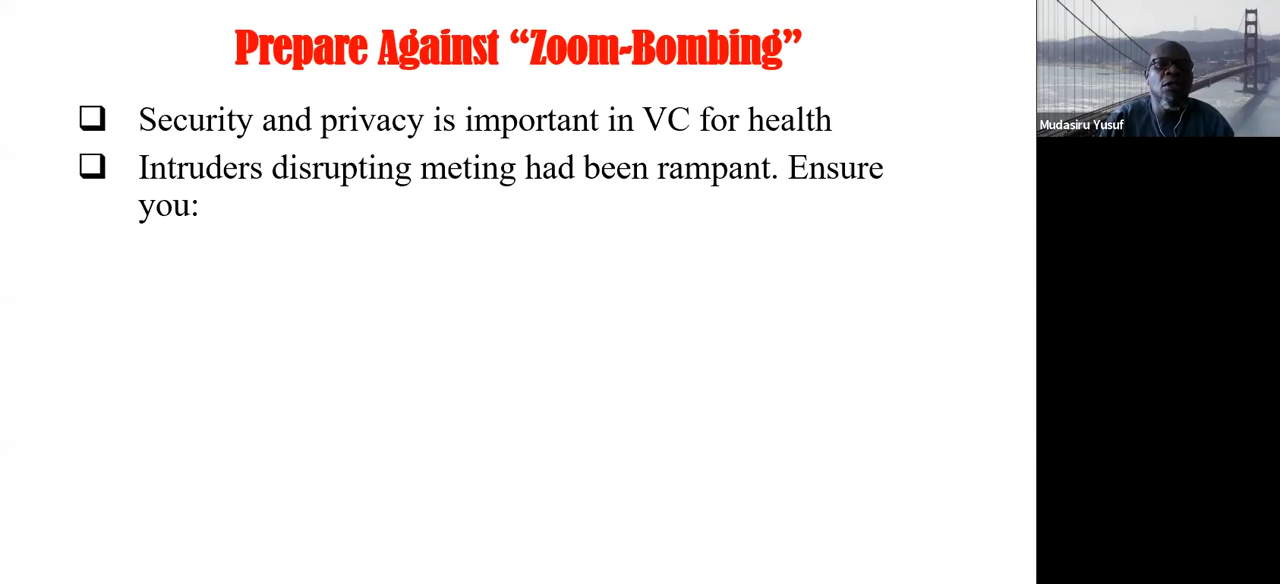 Prepare Against “Zoom-Bombing”
Security and privacy is important in VC for health
Intruders disrupting meting had been rampant. Ensure
you:
Mudasiru Yusuf